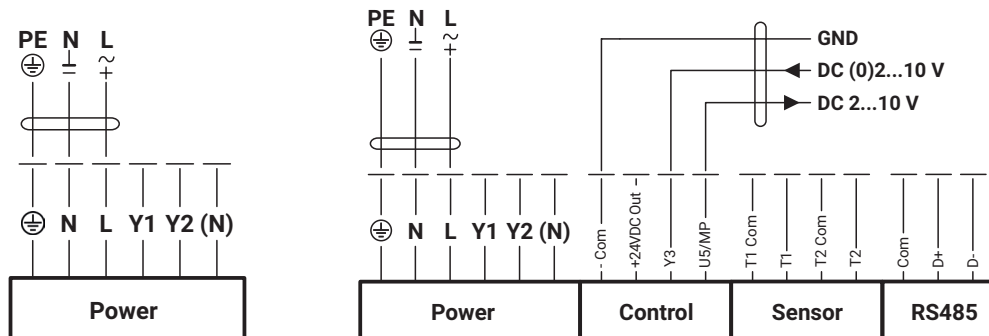 PE N L
N L Y1 Y2 (N)
Power
PE N L
GND
DC (0)2...10 V
DC 2...10 V
N L Y1 Y2 (N)
- Com
+24VDC Out
Y3
U5/MP
T1 Com
T1
T2 Com
T2
Com
D+
D-
Power
Control
Sensor
RS485